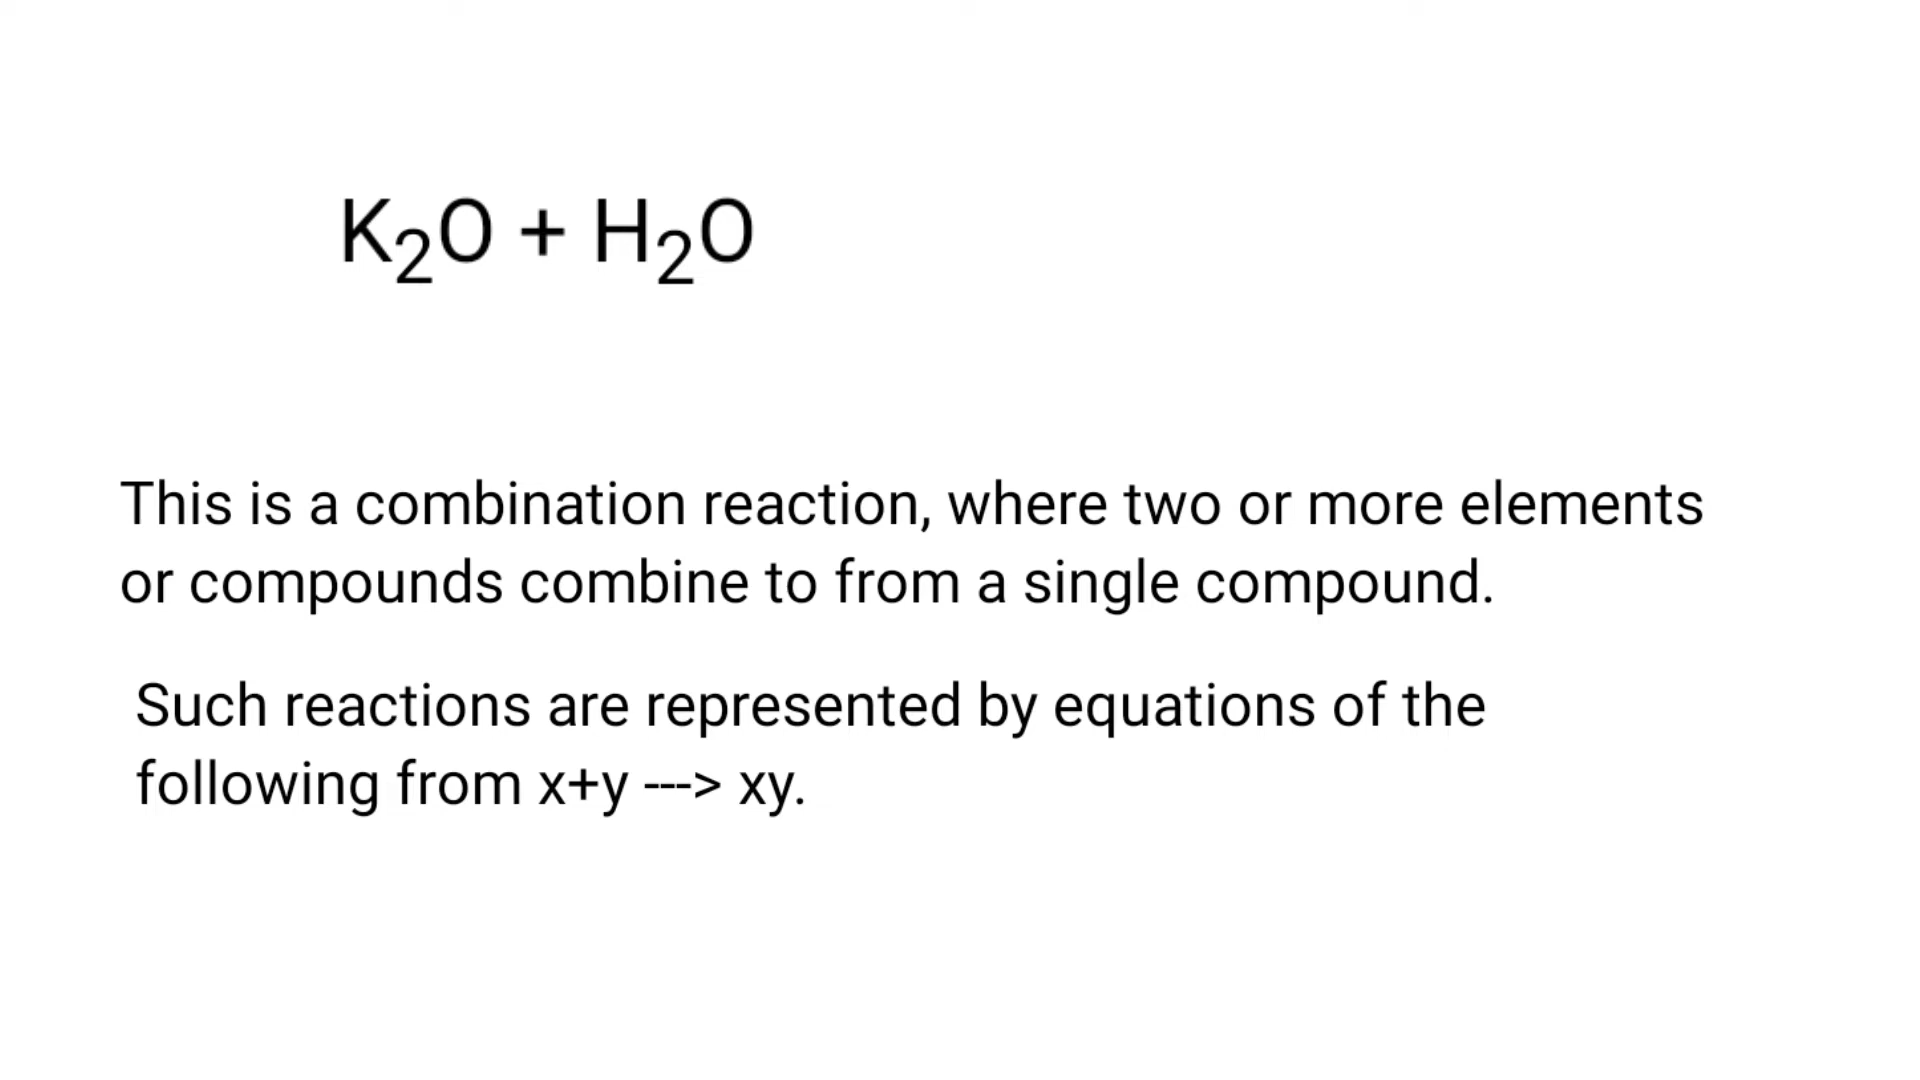 K₂O + H₂O
This is a combination reaction, where two or more elements
or compounds combine to from a single compound.
Such reactions are represented by equations of the
following from x+y ---> xy.